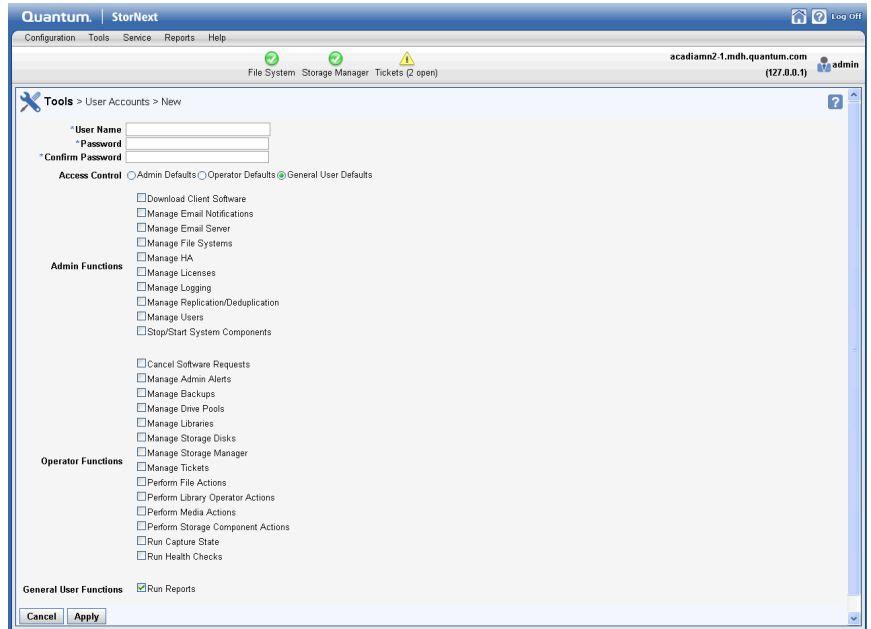 Quantum. StorNext Log Off
Configuration Tools Service Reports Help
File System Storage Manager Tickets (2 open)
acadiamn2-1.mdh.quantum.com
(127.0.0.1)
admin
Tools > User Accounts > New
*User Name
*Password
*Confirm Password
Access Control Admin Defaults Operator Defaults General User Defaults
Admin Functions
Download Client Software
Manage Email Notifications
Manage Email Server
Manage File Systems
Manage HA
Manage Licenses
Manage Logging
Manage Replication/Deduplication
Manage Users
Stop/Start System Components
Operator Functions
Cancel Software Requests
Manage Admin Alerts
Manage Backups
Manage Drive Pools
Manage Libraries
Manage Storage Disks
Manage Storage Manager
Manage Tickets
Perform File Actions
Perform Library Operator Actions
Perform Media Actions
Perform Storage Component Actions
Run Capture State
Run Health Checks
General User Functions Run Reports
Cancel Apply